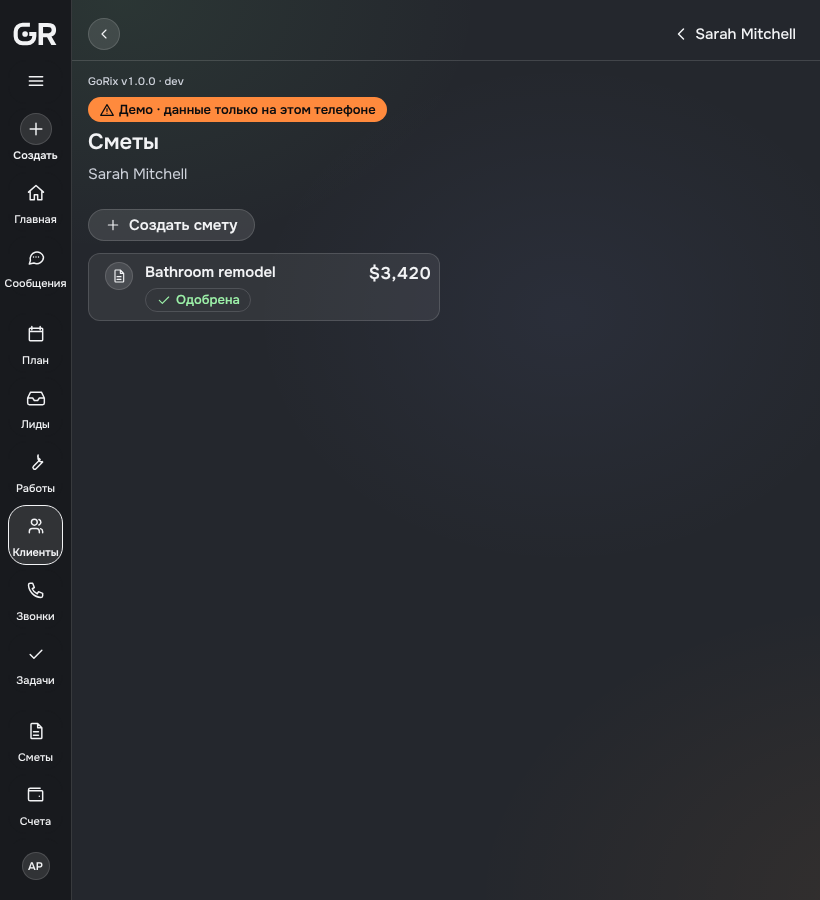 GR
Sarah Mitchell
GoRix v1.0.0 · dev
Демо · данные только на этом телефоне
Сметы
Sarah Mitchell
Создать смету
Bathroom remodel
$3,420
Одобрена
Создать
Главная
Сообщения
План
Лиды
Работы
Клиенты
Звонки
Задачи
Сметы
Счета
AP